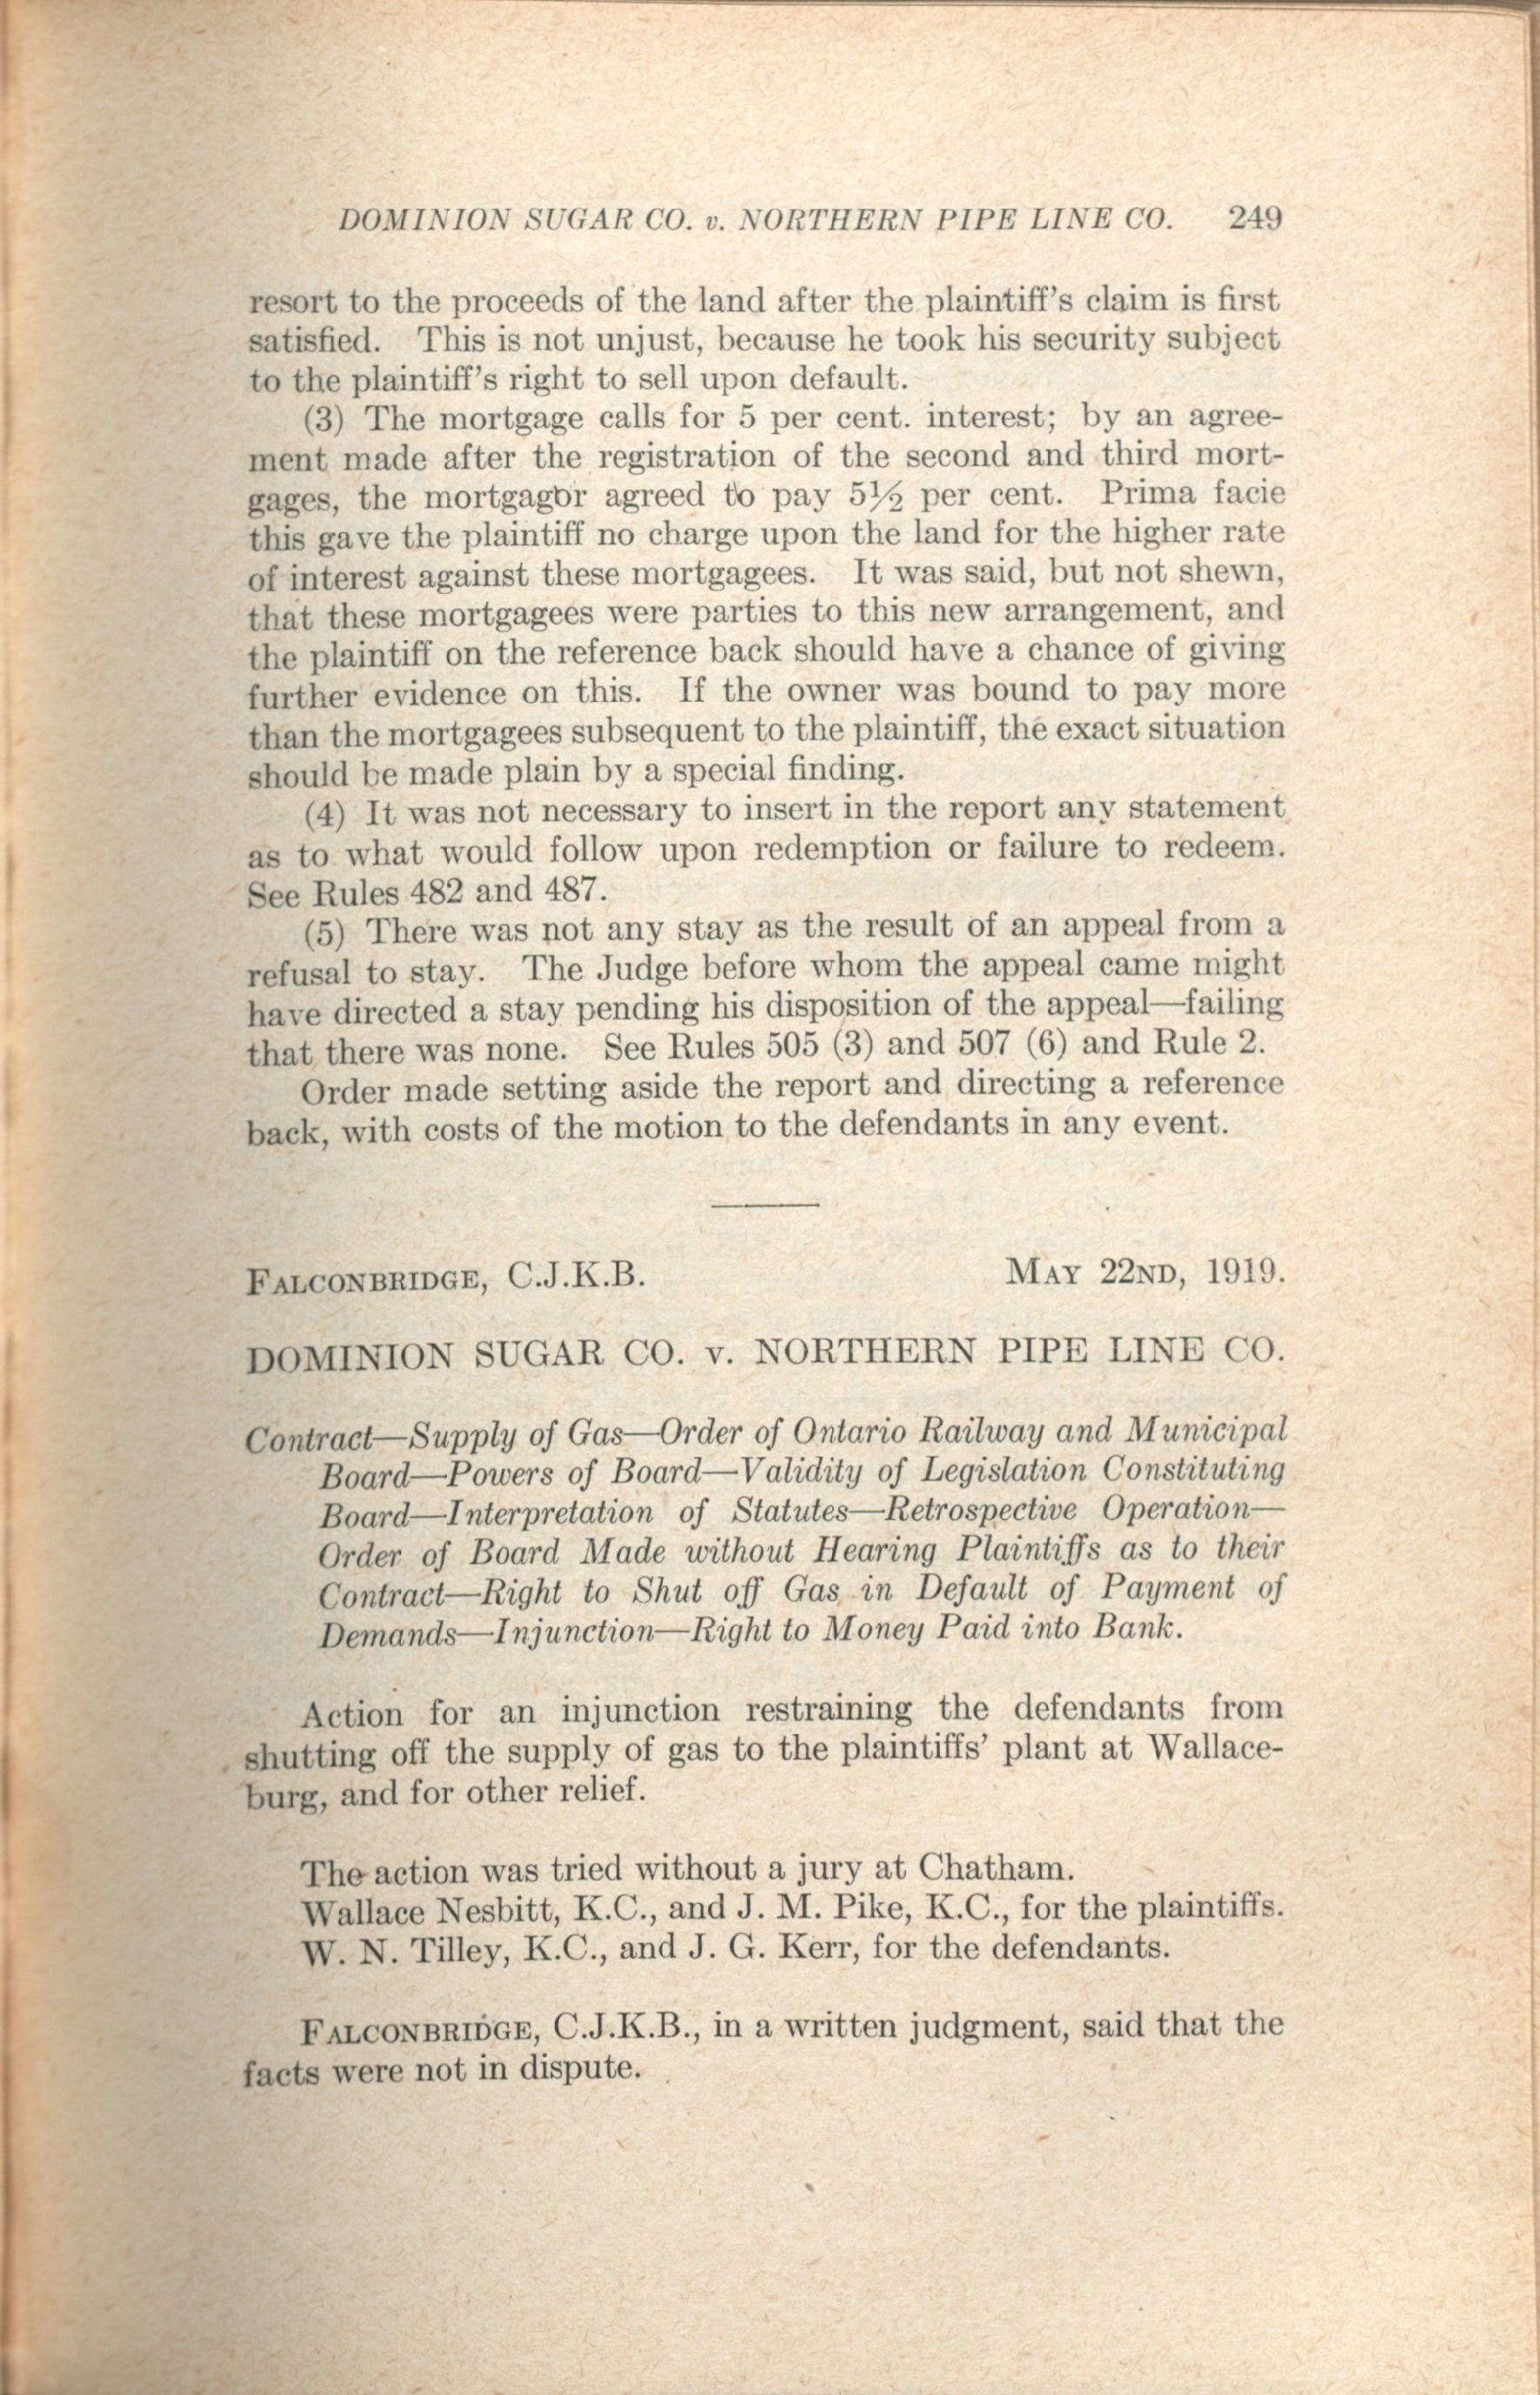 DOMINION SUGAR CO. v. NORTHERN PIPE LINE CO. 249
resort to the proceeds of the land after the plaintiff's claim is first
satisfied. This is not unjust, because he took his security subject
to the plaintiff's right to sell upon default.
(3) The mortgage calls for 5 per cent. interest; by an agree-
ment made after the registration of the second and third mort-
gages, the mortgagor agreed to pay 5½ per cent. Prima facie
this gave the plaintiff no charge upon the land for the higher rate
of interest against these mortgagees. It was said, but not shewn,
that these mortgagees were parties to this new arrangement, and
the plaintiff on the reference back should have a chance of giving
further evidence on this. If the owner was bound to pay more
than the mortgagees subsequent to the plaintiff, the exact situation
should be made plain by a special finding.
(4) It was not necessary to insert in the report any statement
as to what would follow upon redemption or failure to redeem.
See Rules 482 and 487.
(5) There was not any stay as the result of an appeal from a
refusal to stay. The Judge before whom the appeal came might
have directed a stay pending his disposition of the appeal—failing
that there was none. See Rules 505 (3) and 507 (6) and Rule 2.
Order made setting aside the report and directing a reference
back, with costs of the motion to the defendants in any event.
FALCONBRIDGE, C.J.K.B. MAY 22ND, 1919.
DOMINION SUGAR CO. v. NORTHERN PIPE LINE CO.
Contract—Supply of Gas—Order of Ontario Railway and Municipal
Board—Powers of Board—Validity of Legislation Constituting
Board—Interpretation of Statutes—Retrospective Operation—
Order of Board Made without Hearing Plaintiffs as to their
Contract—Right to Shut off Gas in Default of Payment of
Demands—Injunction—Right to Money Paid into Bank.
Action for an injunction restraining the defendants from
shutting off the supply of gas to the plaintiffs' plant at Wallace-
burg, and for other relief.
The action was tried without a jury at Chatham.
Wallace Nesbitt, K.C., and J. M. Pike, K.C., for the plaintiffs.
W. N. Tilley, K.C., and J. G. Kerr, for the defendants.
FALCONBRIDGE, C.J.K.B., in a written judgment, said that the
facts were not in dispute.